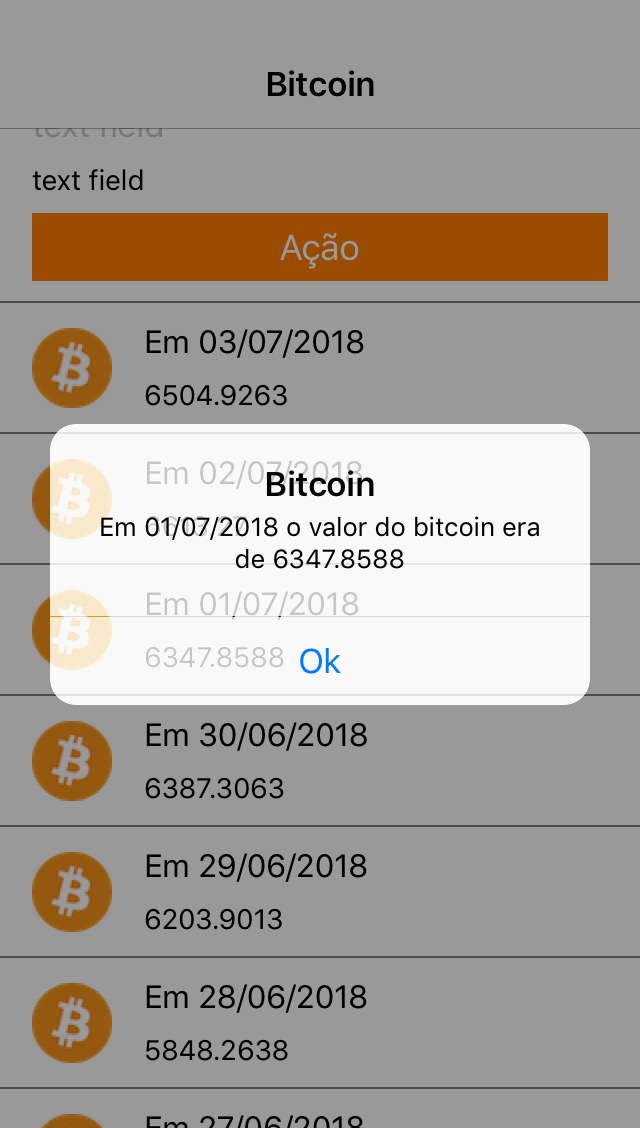 Bitcoin
text field
text field
Ação
Em 03/07/2018
6504.9263
Em 02/07/2018
Bitcoin
Em 01/07/2018 o valor do bitcoin era
de 6347.8588
Em 01/07/2018
6347.8588
Ok
Em 30/06/2018
6387.3063
Em 29/06/2018
6203.9013
Em 28/06/2018
5848.2638
Em 27/06/2018